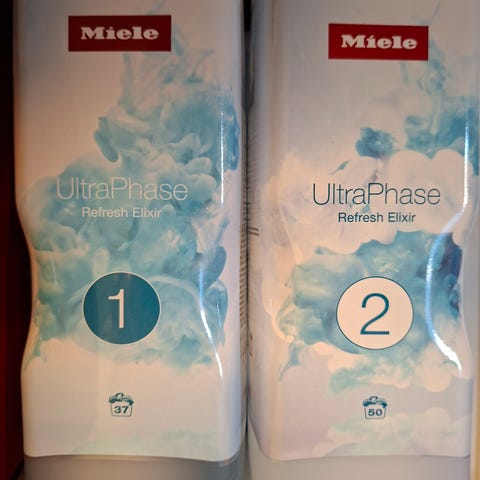 Miele
UltraPhase
Refresh Elixir
1
37
Miele
UltraPhase
Refresh Elixir
2
50